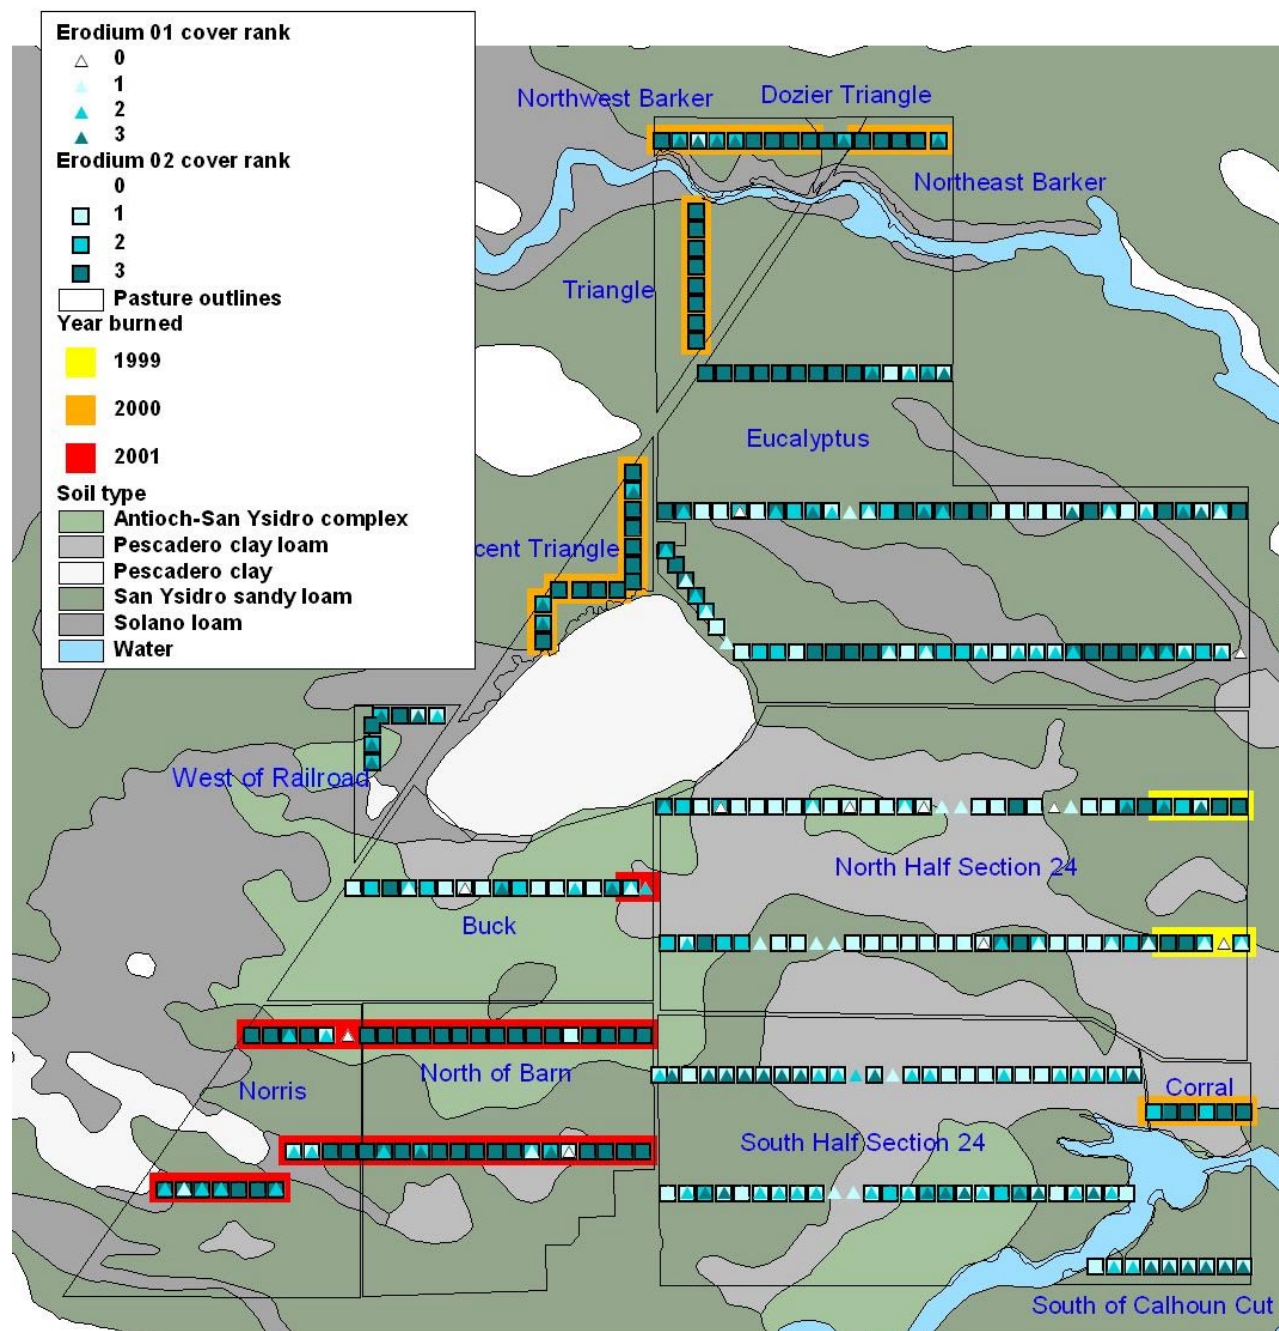 Erodium 01 cover rank
0
1
2
3
Erodium 02 cover rank
0
1
2
3
Pasture outlines
Year burned
1999
2000
2001
Soil type
Antioch-San Ysidro complex
Pescadero clay loam
Pescadero clay
San Ysidro sandy loam
Solano loam
Water
Northwest Barker
Dozier Triangle
Northeast Barker
Triangle
Eucalyptus
cent Triangle
West of Railroad
North Half Section 24
Buck
North of Barn
Norris
Corral
South Half Section 24
South of Calhoun Cut